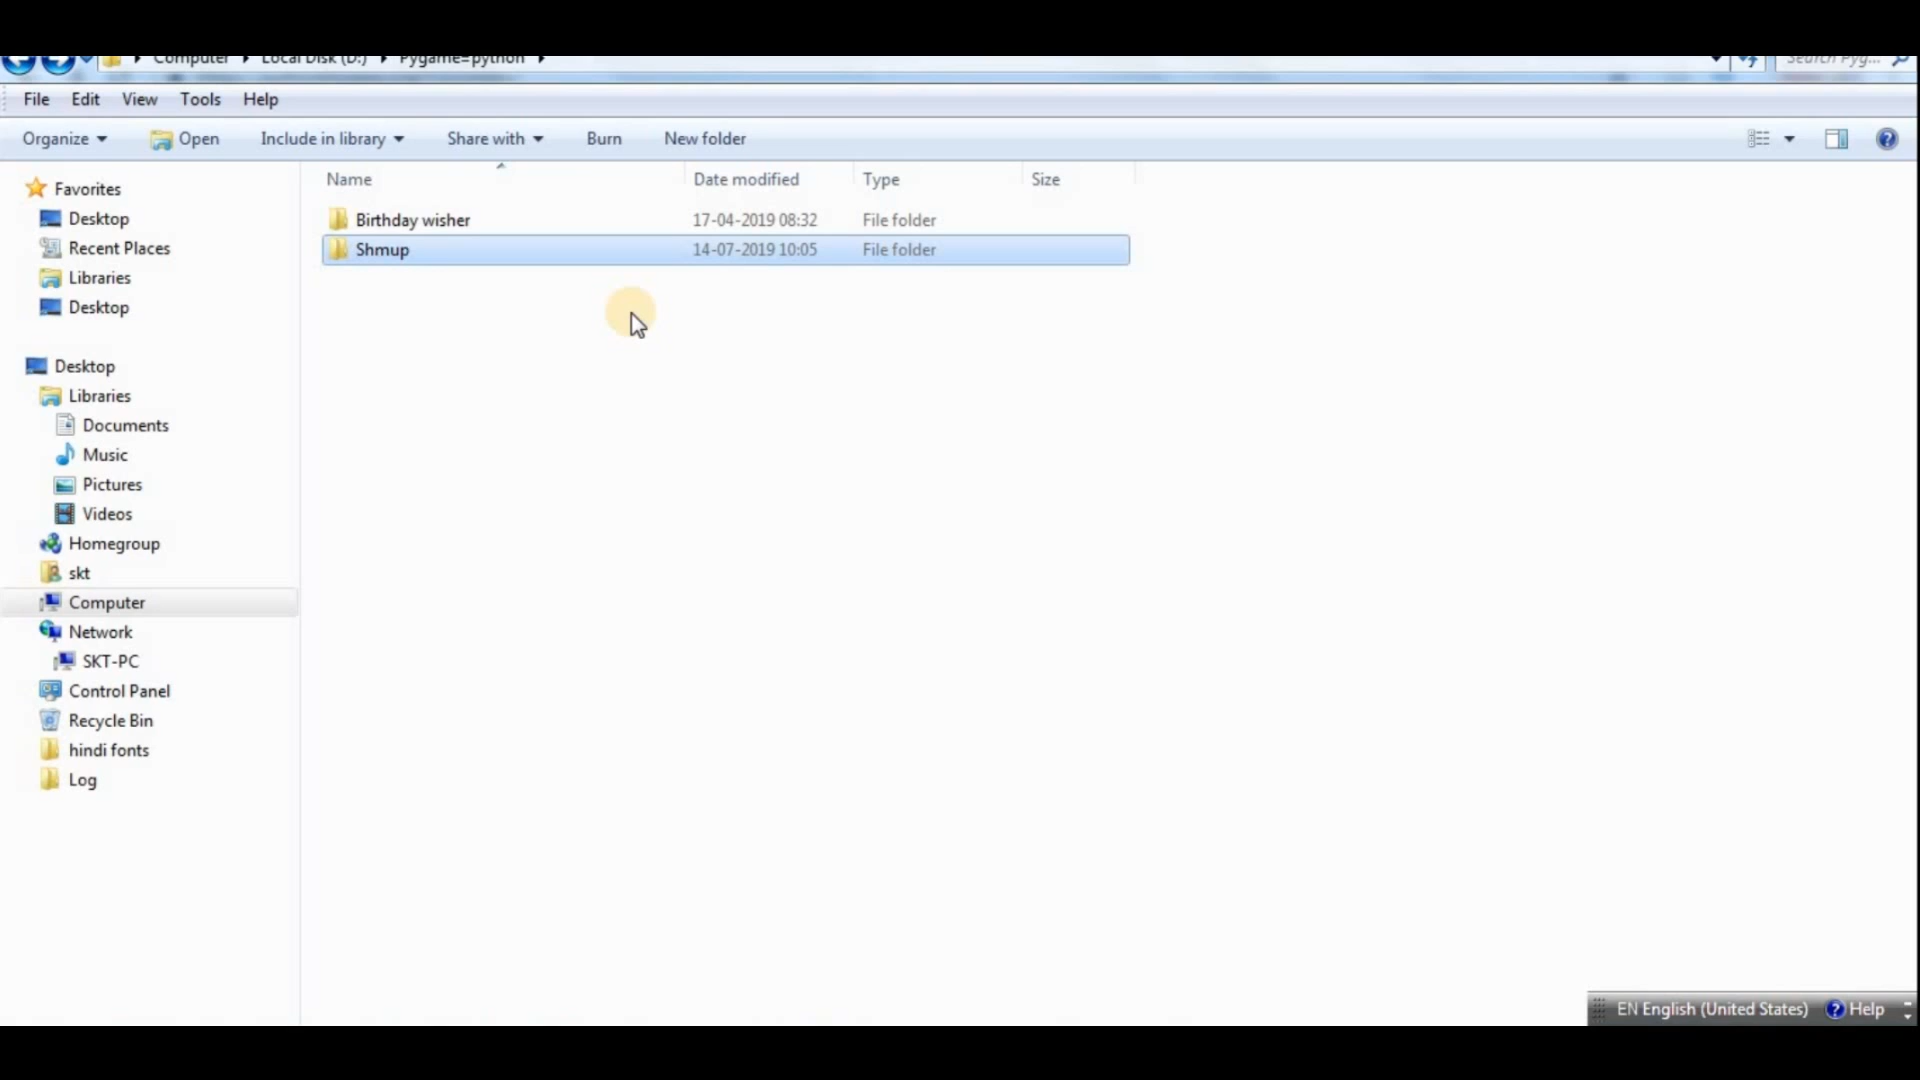 Computer Local Disk (D:) Pygame=python Search Pyg...
File Edit View Tools Help
Organize Open Include in library Share with Burn New folder
Name Date modified Type Size
Birthday wisher 17-04-2019 08:32 File folder
Shmup 14-07-2019 10:05 File folder
Favorites
Desktop
Recent Places
Libraries
Desktop
Desktop
Libraries
Documents
Music
Pictures
Videos
Homegroup
skt
Computer
Network
SKT-PC
Control Panel
Recycle Bin
hindi fonts
Log
EN English (United States) Help